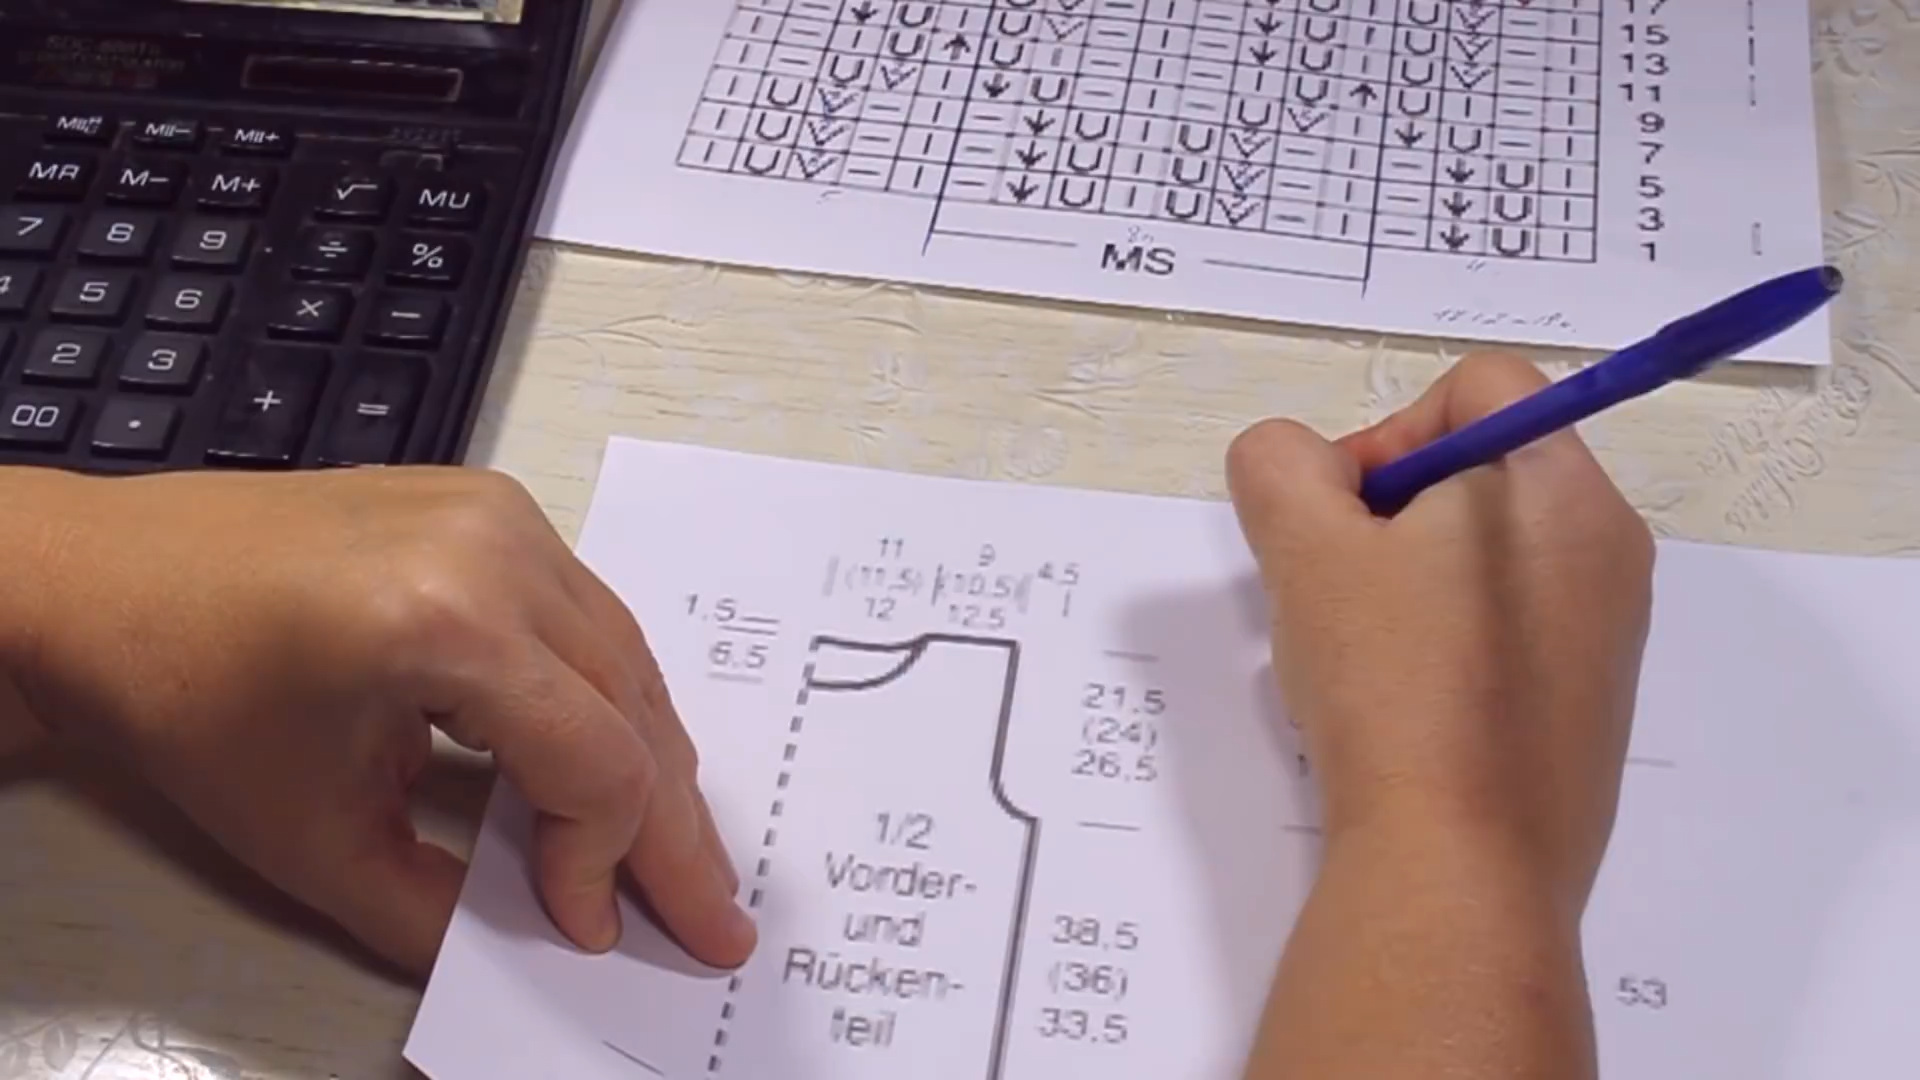 MII- MII+
MR M- M+ √ MU
7 8 9 ÷ %
4 5 6 × -
2 3 + =
00 .
17
15
13
11
9
7
5
3
1
MS
11 9
(11.5) (10.5) 4.5
12 12.5
1.5
6.5
21.5
(24)
26.5
1/2
Vorder-
und
Rücken-
teil
38.5
(36)
33.5
53